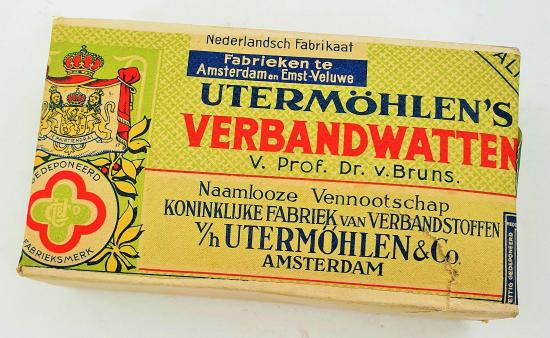 Nederlandsch Fabrikaat
Fabrieken te
Amsterdam en Emst-Veluwe
UTERMÖHLEN'S
VERBANDWATTEN
V. Prof. Dr. v. Bruns.
Naamlooze Vennootschap
KONINKLIJKE FABRIEK VAN VERBANDSTOFFEN
V/h UTERMÖHLEN & Co.
AMSTERDAM
GEDEPONEERD
FABRIEKSMERK